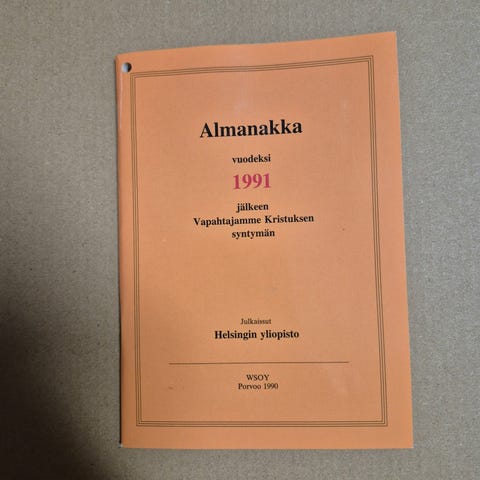 Almanakka
vuodeksi
1991
jälkeen
Vapahtajamme Kristuksen
syntymän
Julkaissut
Helsingin yliopisto
WSOY
Porvoo 1990